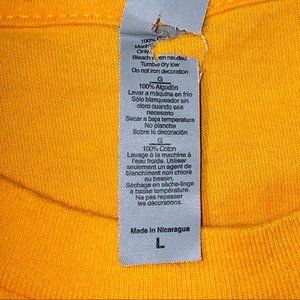 100%
Mach
Only
Bleach when needed
Tumble dry low
Do not iron decoration
G
100% Algodón
Lavar a máquina en frío
Sólo blanqueador sin
cloro cuando sea
necesario
Secar a baja temperatura
No planche
Sobre la decoración
G
100% Coton
Lavage à la machine à
l'eau froide. Utiliser
seulement un agent de
blanchiment non chloré
au besoin.
Séchage en sèche-linge
à basse température.
Ne pas repasser
les décorations.
Made in Nicaragua
L